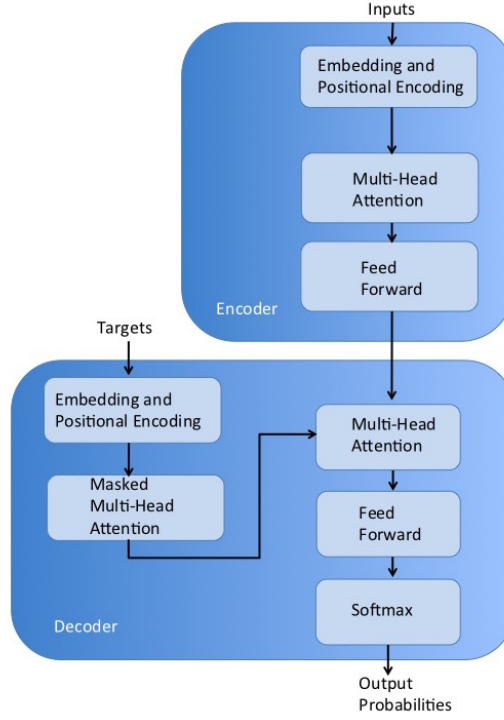 Inputs
Embedding and
Positional Encoding
Multi-Head
Attention
Feed
Forward
Encoder
Targets
Embedding and
Positional Encoding
Masked
Multi-Head
Attention
Multi-Head
Attention
Feed
Forward
Softmax
Decoder
Output
Probabilities